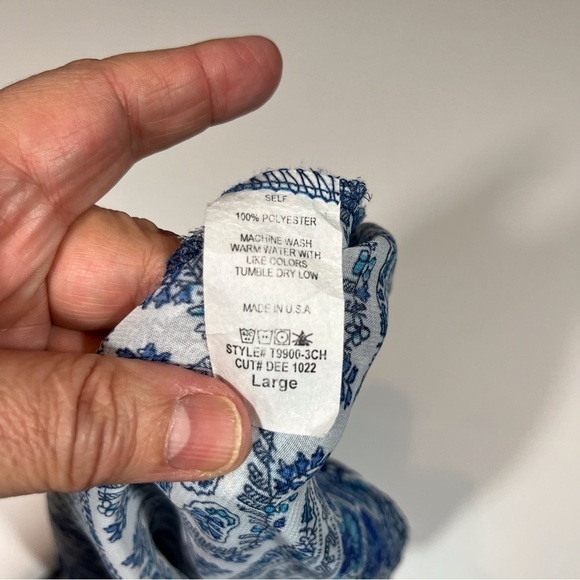 SELF
100% POLYESTER
MACHINE WASH
WARM WATER WITH
LIKE COLORS
TUMBLE DRY LOW
MADE IN U.S.A
STYLE# T9900-3CH
CUT# DEE 1022
Large